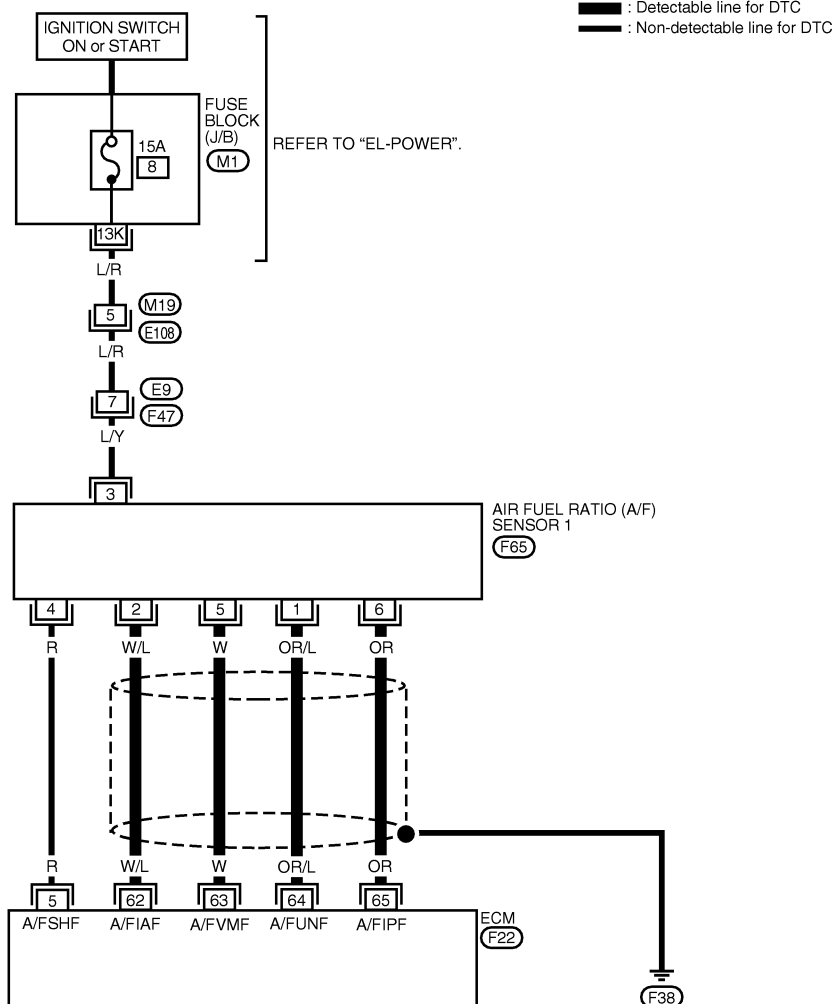 : Detectable line for DTC
: Non-detectable line for DTC
IGNITION SWITCH
ON or START
FUSE
BLOCK
(J/B)
M1
15A
8
REFER TO “EL-POWER”.
13K
L/R
5
M19
E108
L/R
7
E9
F47
L/Y
3
AIR FUEL RATIO (A/F)
SENSOR 1
F65
4 2 5 1 6
R W/L W OR/L OR
R W/L W OR/L OR
5 62 63 64 65
A/FSHF A/FIAF A/FVMF A/FUNF A/FIPF
ECM
F22
F38